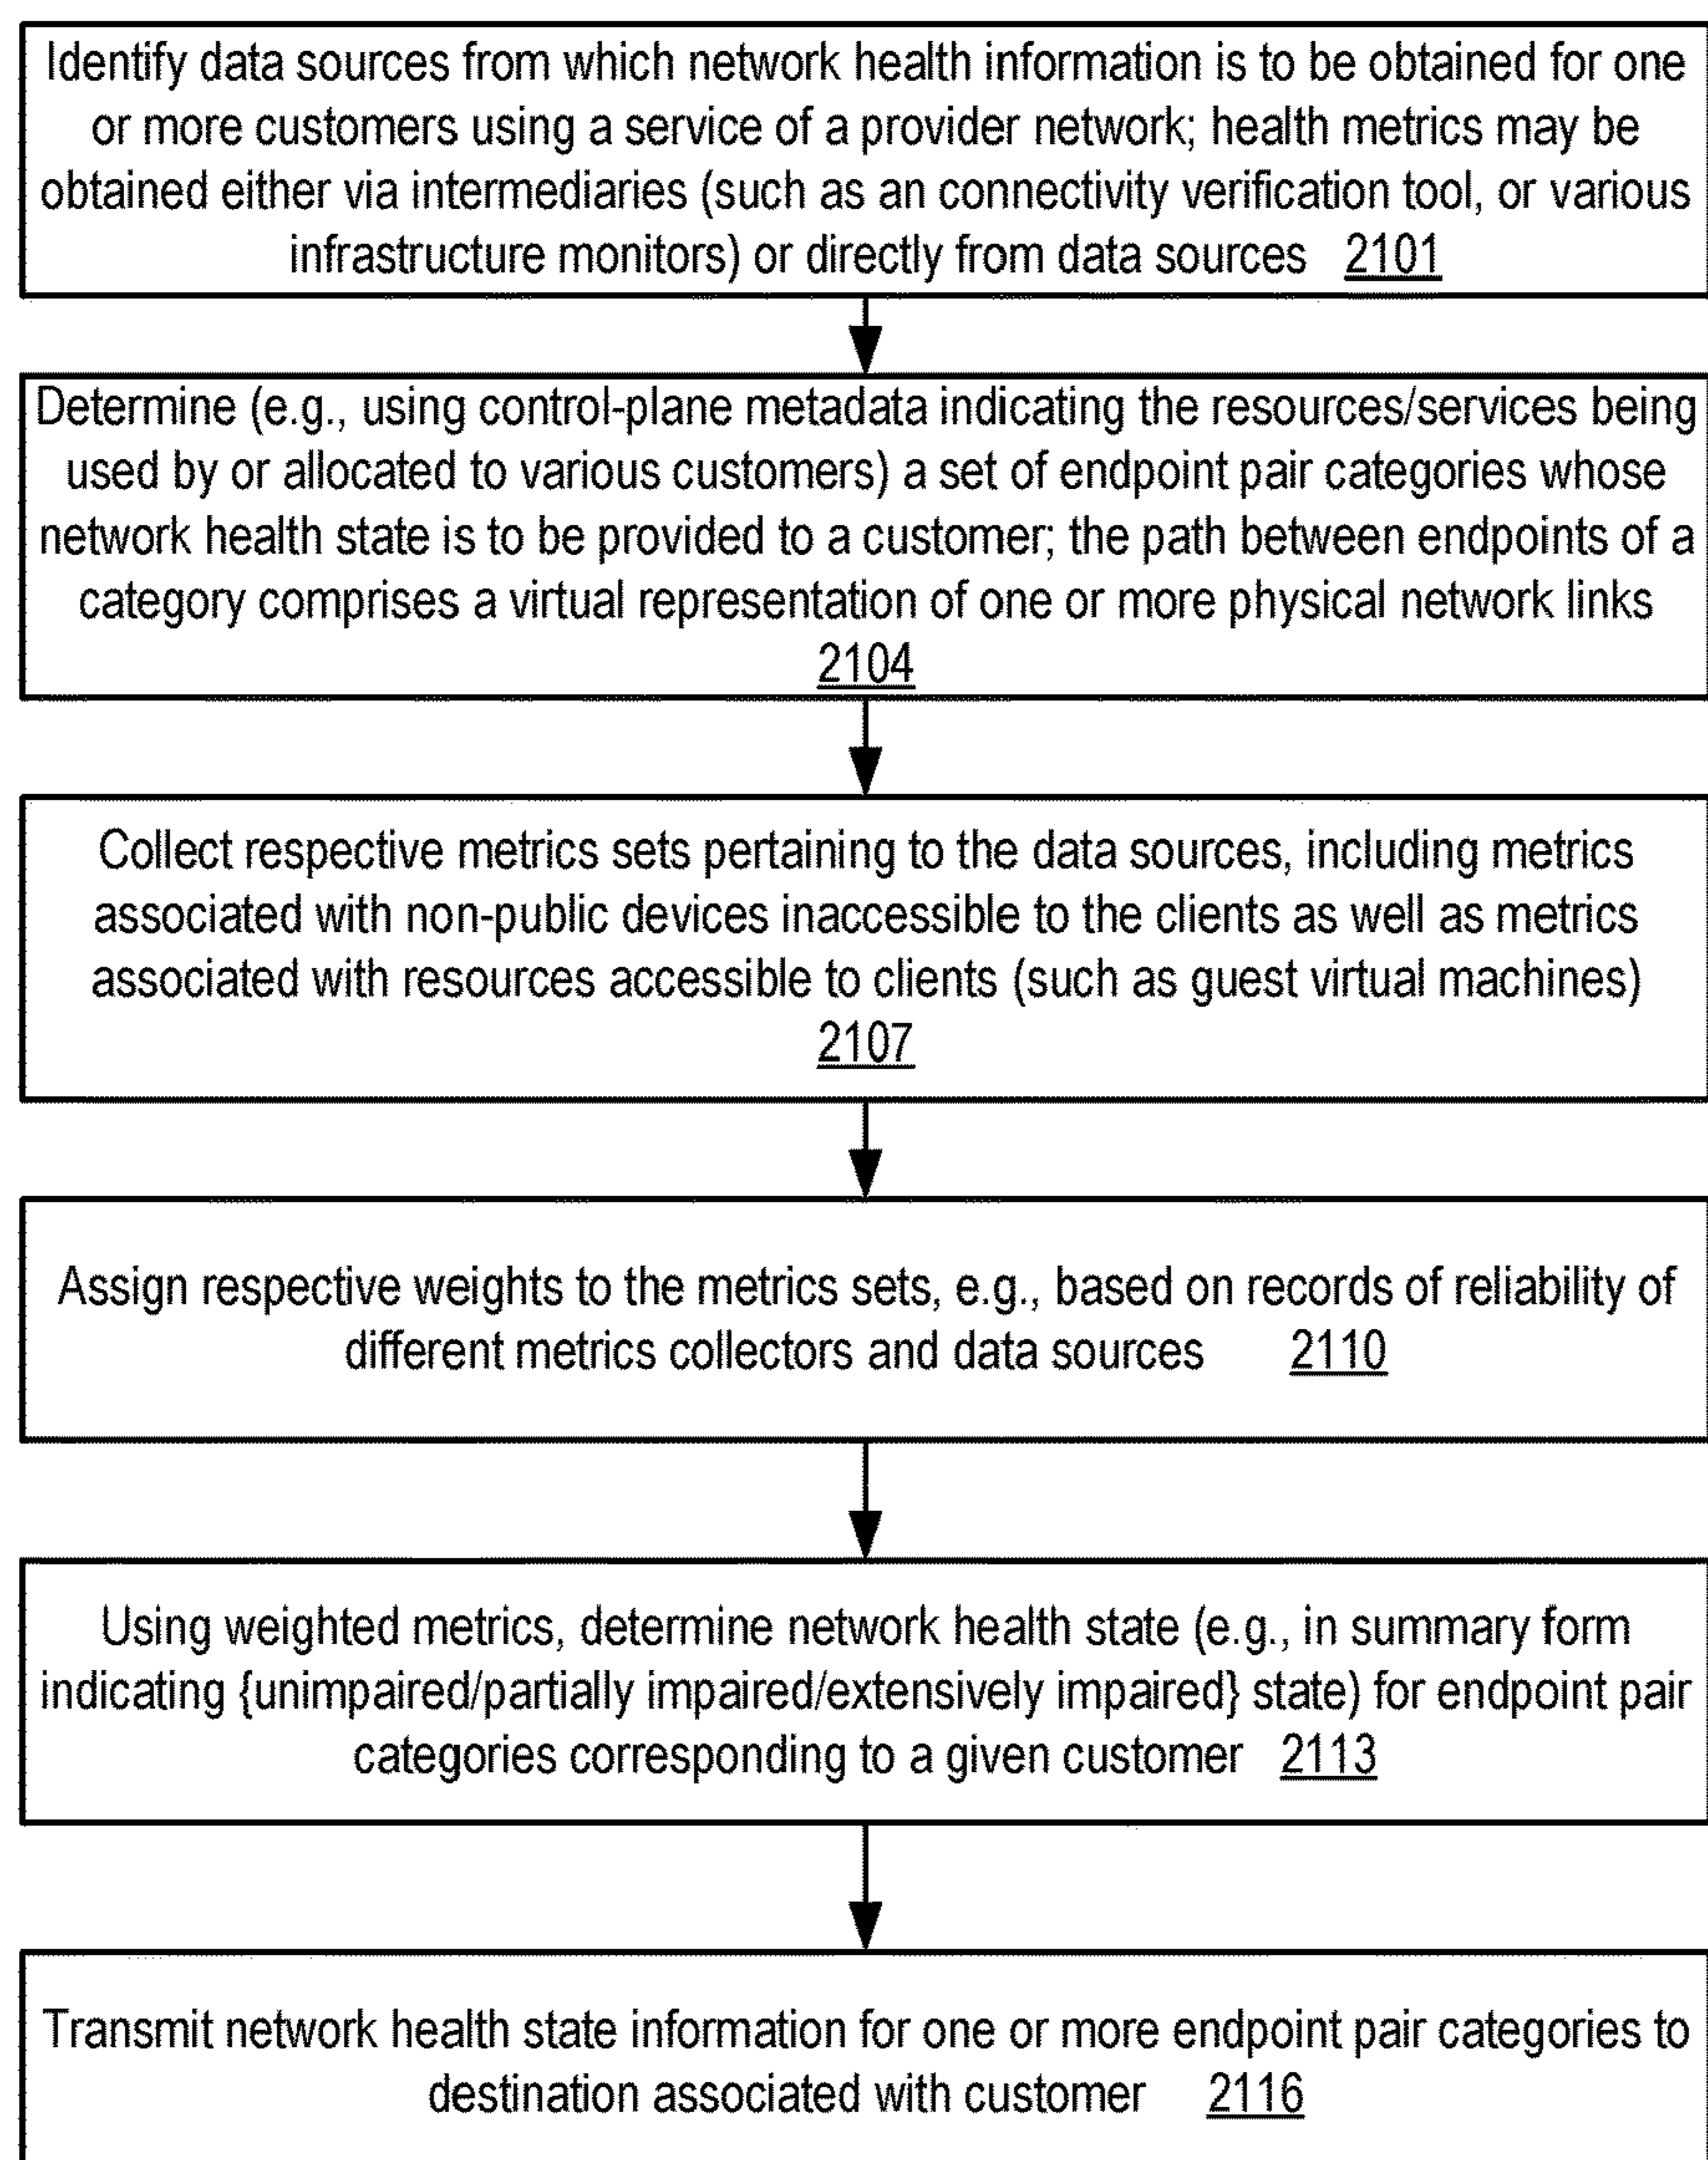 Identify data sources from which network health information is to be obtained for one
or more customers using a service of a provider network; health metrics may be
obtained either via intermediaries (such as an connectivity verification tool, or various
infrastructure monitors) or directly from data sources 2101
Determine (e.g., using control-plane metadata indicating the resources/services being
used by or allocated to various customers) a set of endpoint pair categories whose
network health state is to be provided to a customer; the path between endpoints of a
category comprises a virtual representation of one or more physical network links
2104
Collect respective metrics sets pertaining to the data sources, including metrics
associated with non-public devices inaccessible to the clients as well as metrics
associated with resources accessible to clients (such as guest virtual machines)
2107
Assign respective weights to the metrics sets, e.g., based on records of reliability of
different metrics collectors and data sources 2110
Using weighted metrics, determine network health state (e.g., in summary form
indicating {unimpaired/partially impaired/extensively impaired} state) for endpoint pair
categories corresponding to a given customer 2113
Transmit network health state information for one or more endpoint pair categories to
destination associated with customer 2116